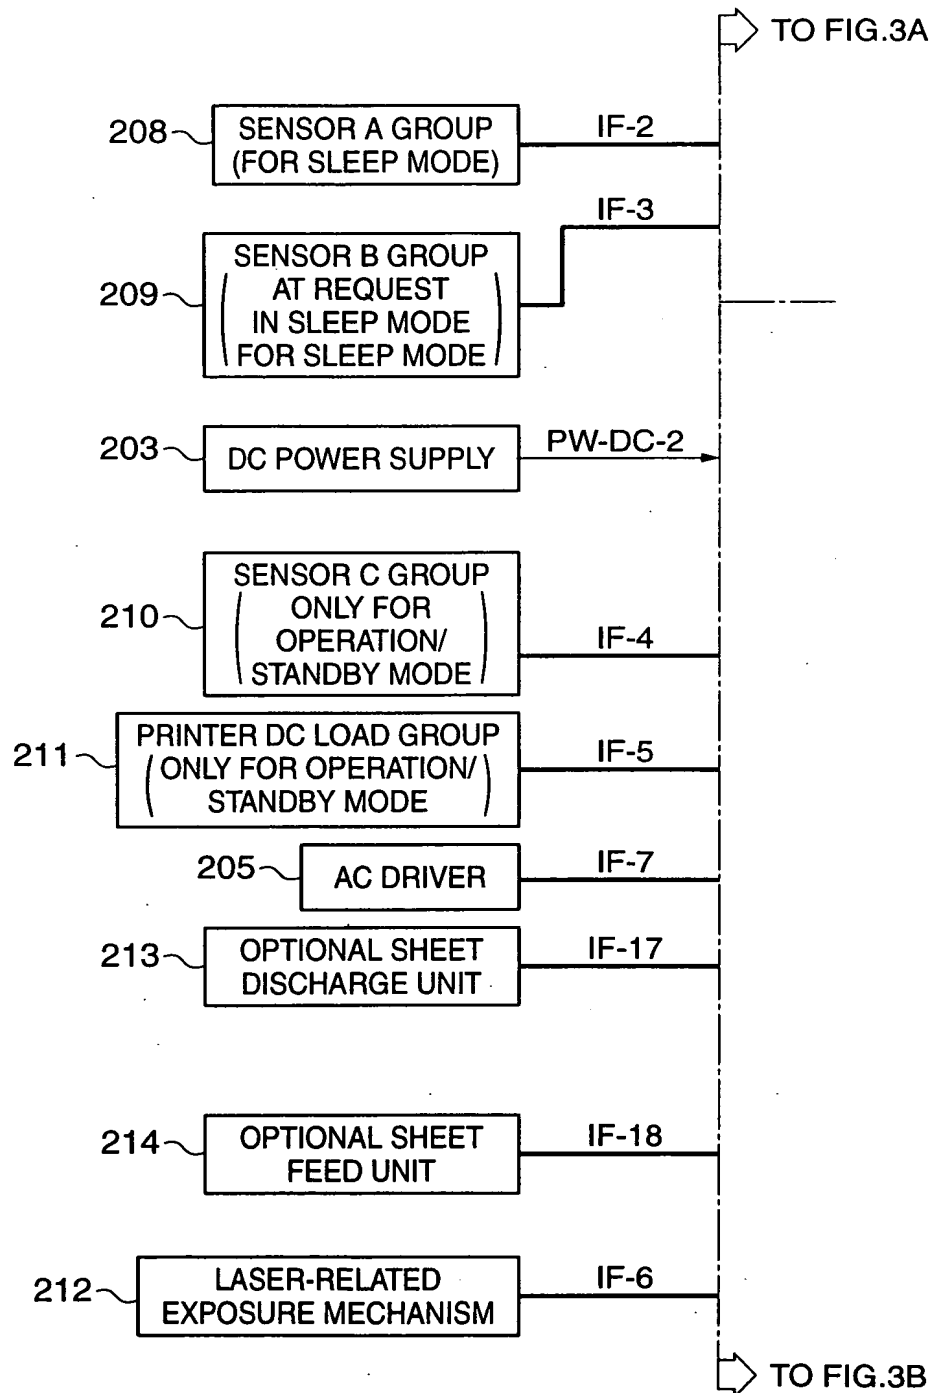 TO FIG.3A
208
SENSOR A GROUP
(FOR SLEEP MODE)
IF-2
IF-3
209
SENSOR B GROUP
AT REQUEST
IN SLEEP MODE
FOR SLEEP MODE
203
DC POWER SUPPLY
PW-DC-2
210
SENSOR C GROUP
ONLY FOR
OPERATION/
STANDBY MODE
IF-4
211
PRINTER DC LOAD GROUP
ONLY FOR OPERATION/
STANDBY MODE
IF-5
205
AC DRIVER
IF-7
213
OPTIONAL SHEET
DISCHARGE UNIT
IF-17
214
OPTIONAL SHEET
FEED UNIT
IF-18
212
LASER-RELATED
EXPOSURE MECHANISM
IF-6
TO FIG.3B